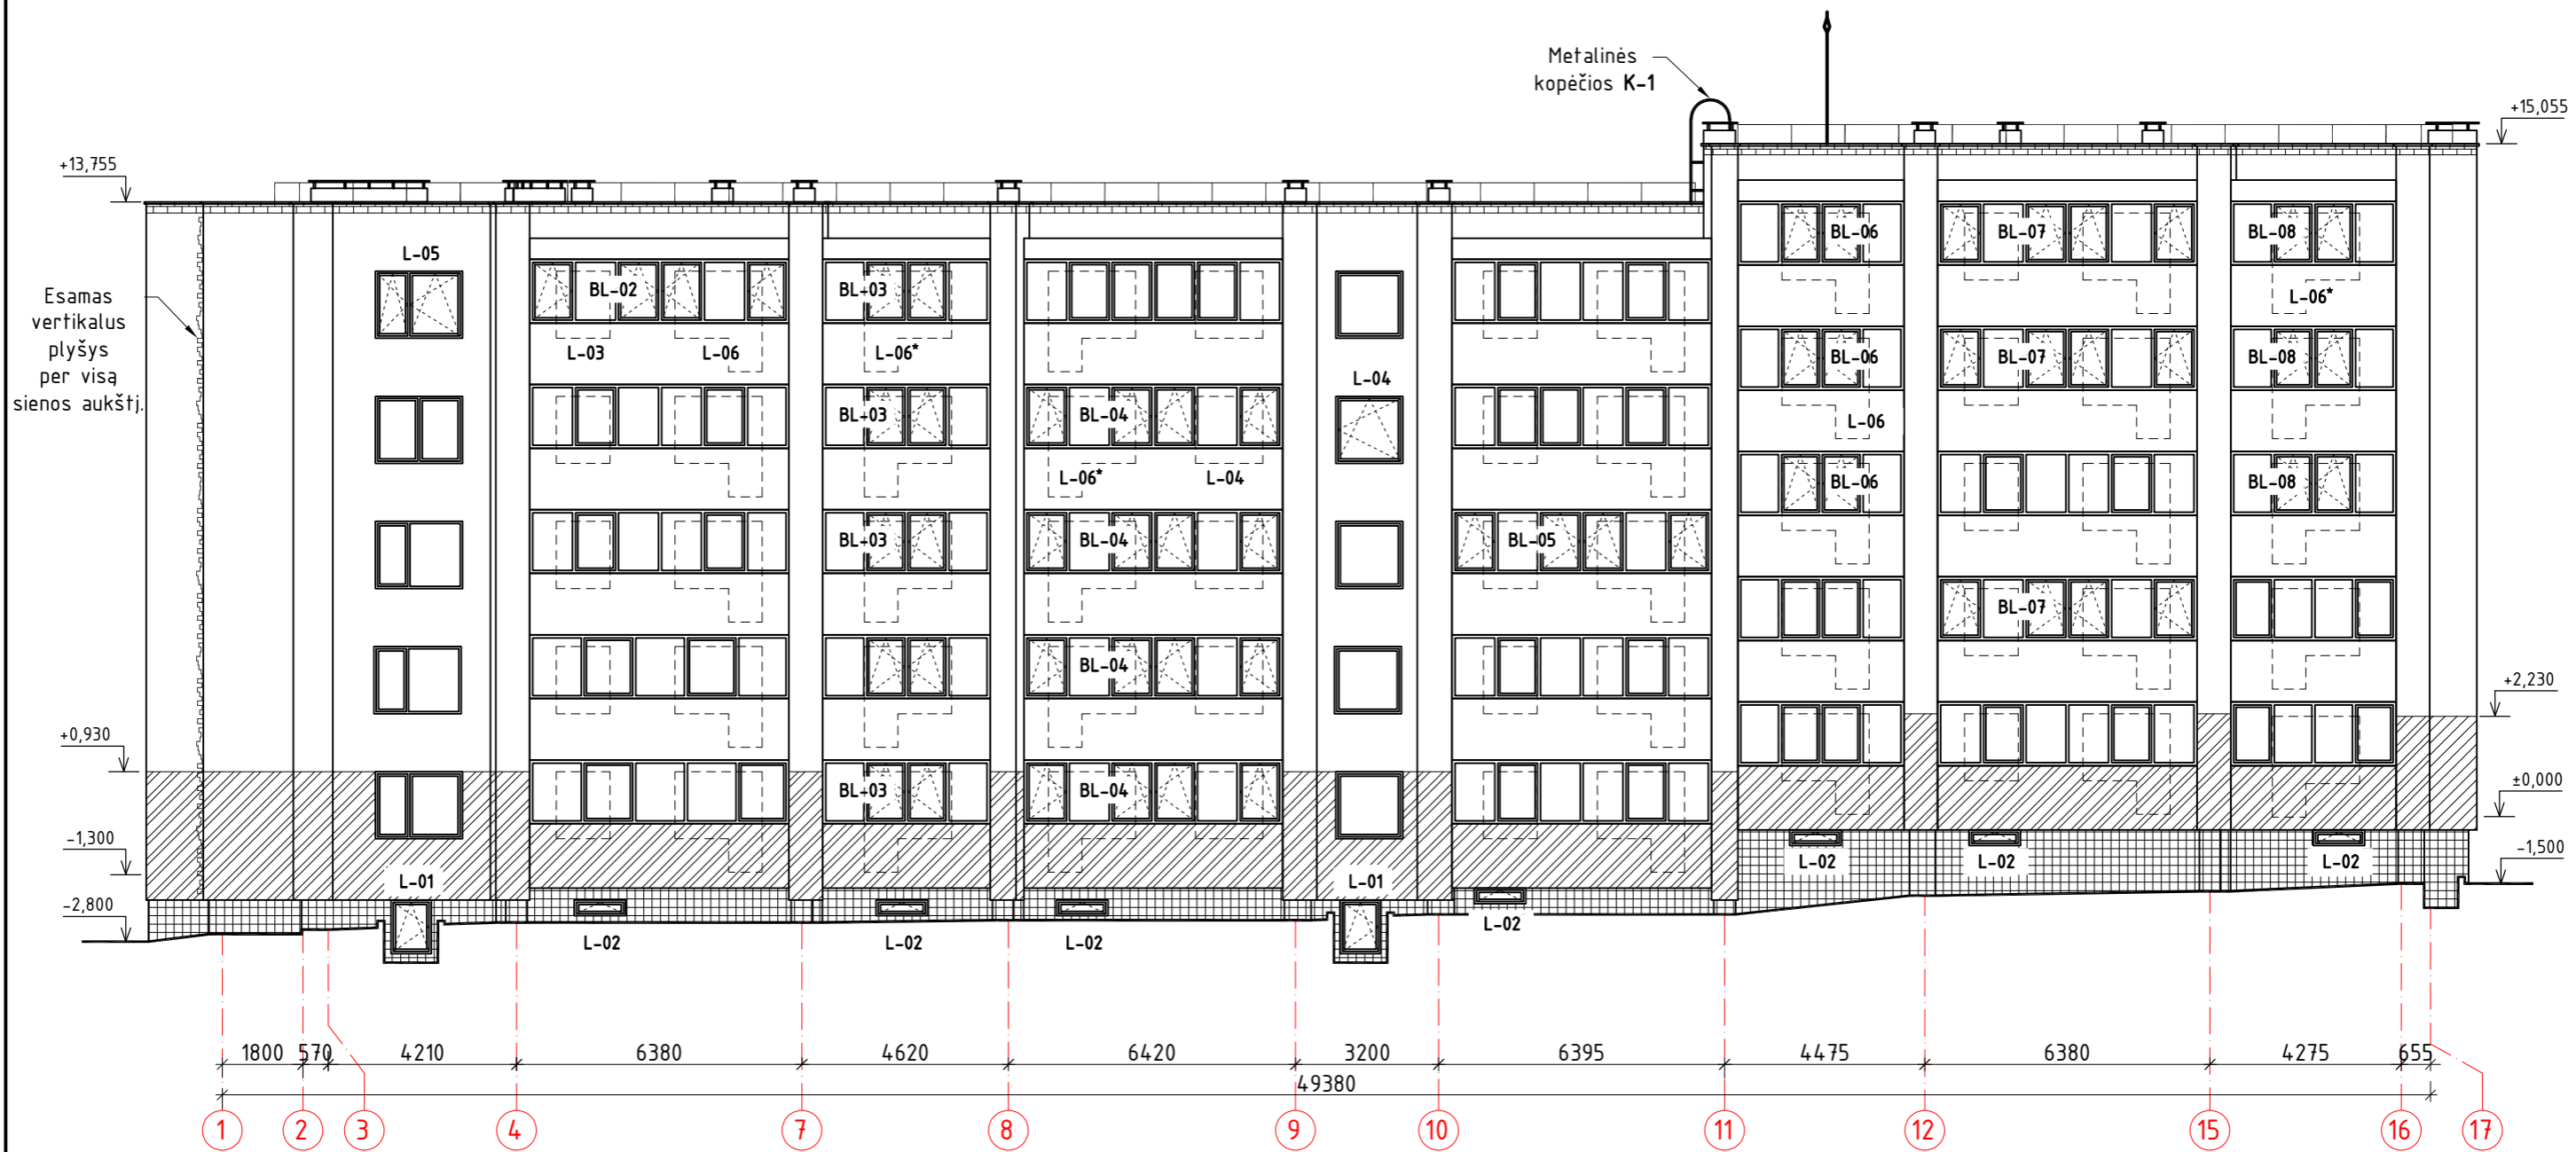 Metalinės
kopėčios K-1
+15,055
+13,755
L-05
BL-06 BL-07 BL-08
Esamas
vertikalus
plyšys
per visą
sienos aukštį.
BL-02 BL-03
L-06*
L-03 L-06 L-06*
BL-06 BL-07 BL-08
L-04
BL-03 BL-04
L-06
L-06* L-04
BL-06 BL-08
BL-03 BL-04 BL-05
BL-07
BL-04
+2,230
+0,930
BL-03 BL-04
±0,000
-1,300
L-02 L-02 L-02
-1,500
L-01 L-01
-2,800
L-02
L-02 L-02 L-02
1800 570 4210 6380 4620 6420 3200 6395 4475 6380 4275 655
49380
1 2 3 4 7 8 9 10 11 12 15 16 17